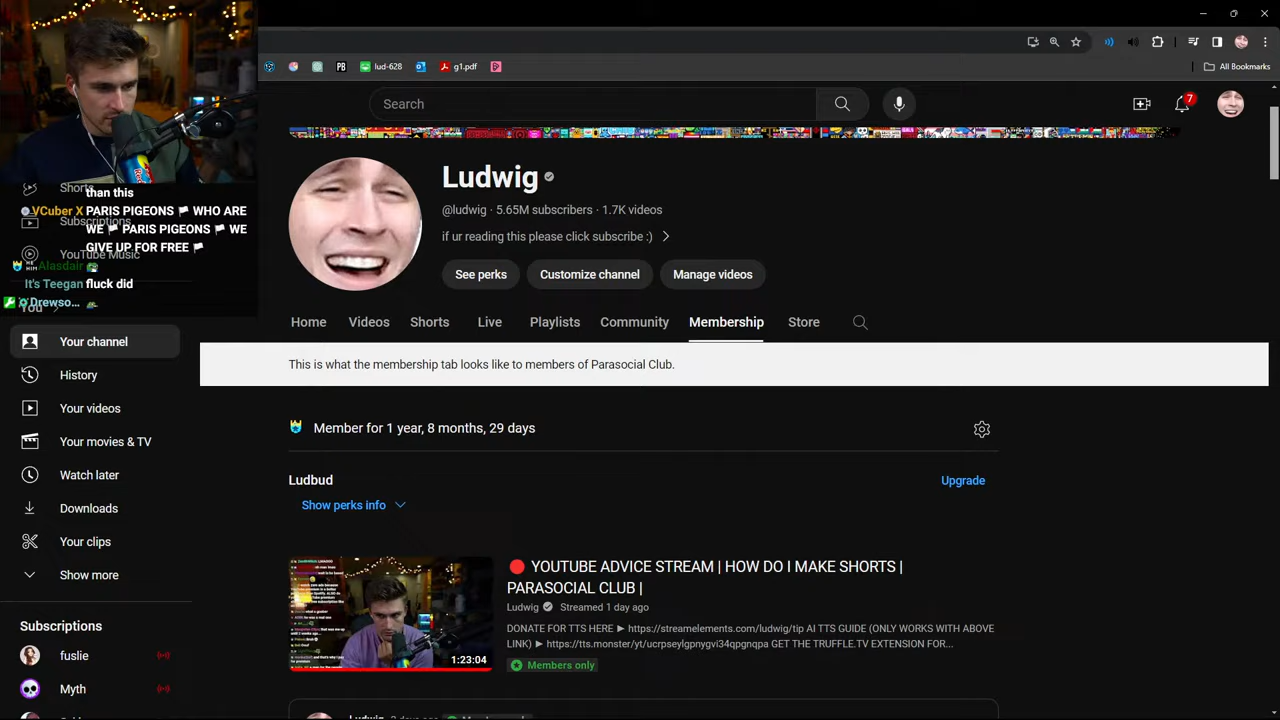 lud-628
g1.pdf
All Bookmarks
Search
7
Shorts
than this
VCuber X PARIS PIGEONS WHO ARE
Subscriptions
WE PARIS PIGEONS WE
GIVE UP FOR FREE
YouTube Music
Alasdair
It's Teegan fluck did
Drewso...
You
Your channel
History
Your videos
Your movies & TV
Watch later
Downloads
Your clips
Show more
Subscriptions
fuslie
Myth
Ludwig
@ludwig · 5.65M subscribers · 1.7K videos
if ur reading this please click subscribe :)
See perks
Customize channel
Manage videos
Home
Videos
Shorts
Live
Playlists
Community
Membership
Store
This is what the membership tab looks like to members of Parasocial Club.
Member for 1 year, 8 months, 29 days
Ludbud
Upgrade
Show perks info
1:23:04
YOUTUBE ADVICE STREAM | HOW DO I MAKE SHORTS |
PARASOCIAL CLUB |
Ludwig
Streamed 1 day ago
DONATE FOR TTS HERE ► https://streamelements.com/ludwig/tip AI TTS GUIDE (ONLY WORKS WITH ABOVE
LINK) ► https://tts.monster/yt/ucrpseylgpnygvi34qpgnqpa GET THE TRUFFLE.TV EXTENSION FOR...
Members only